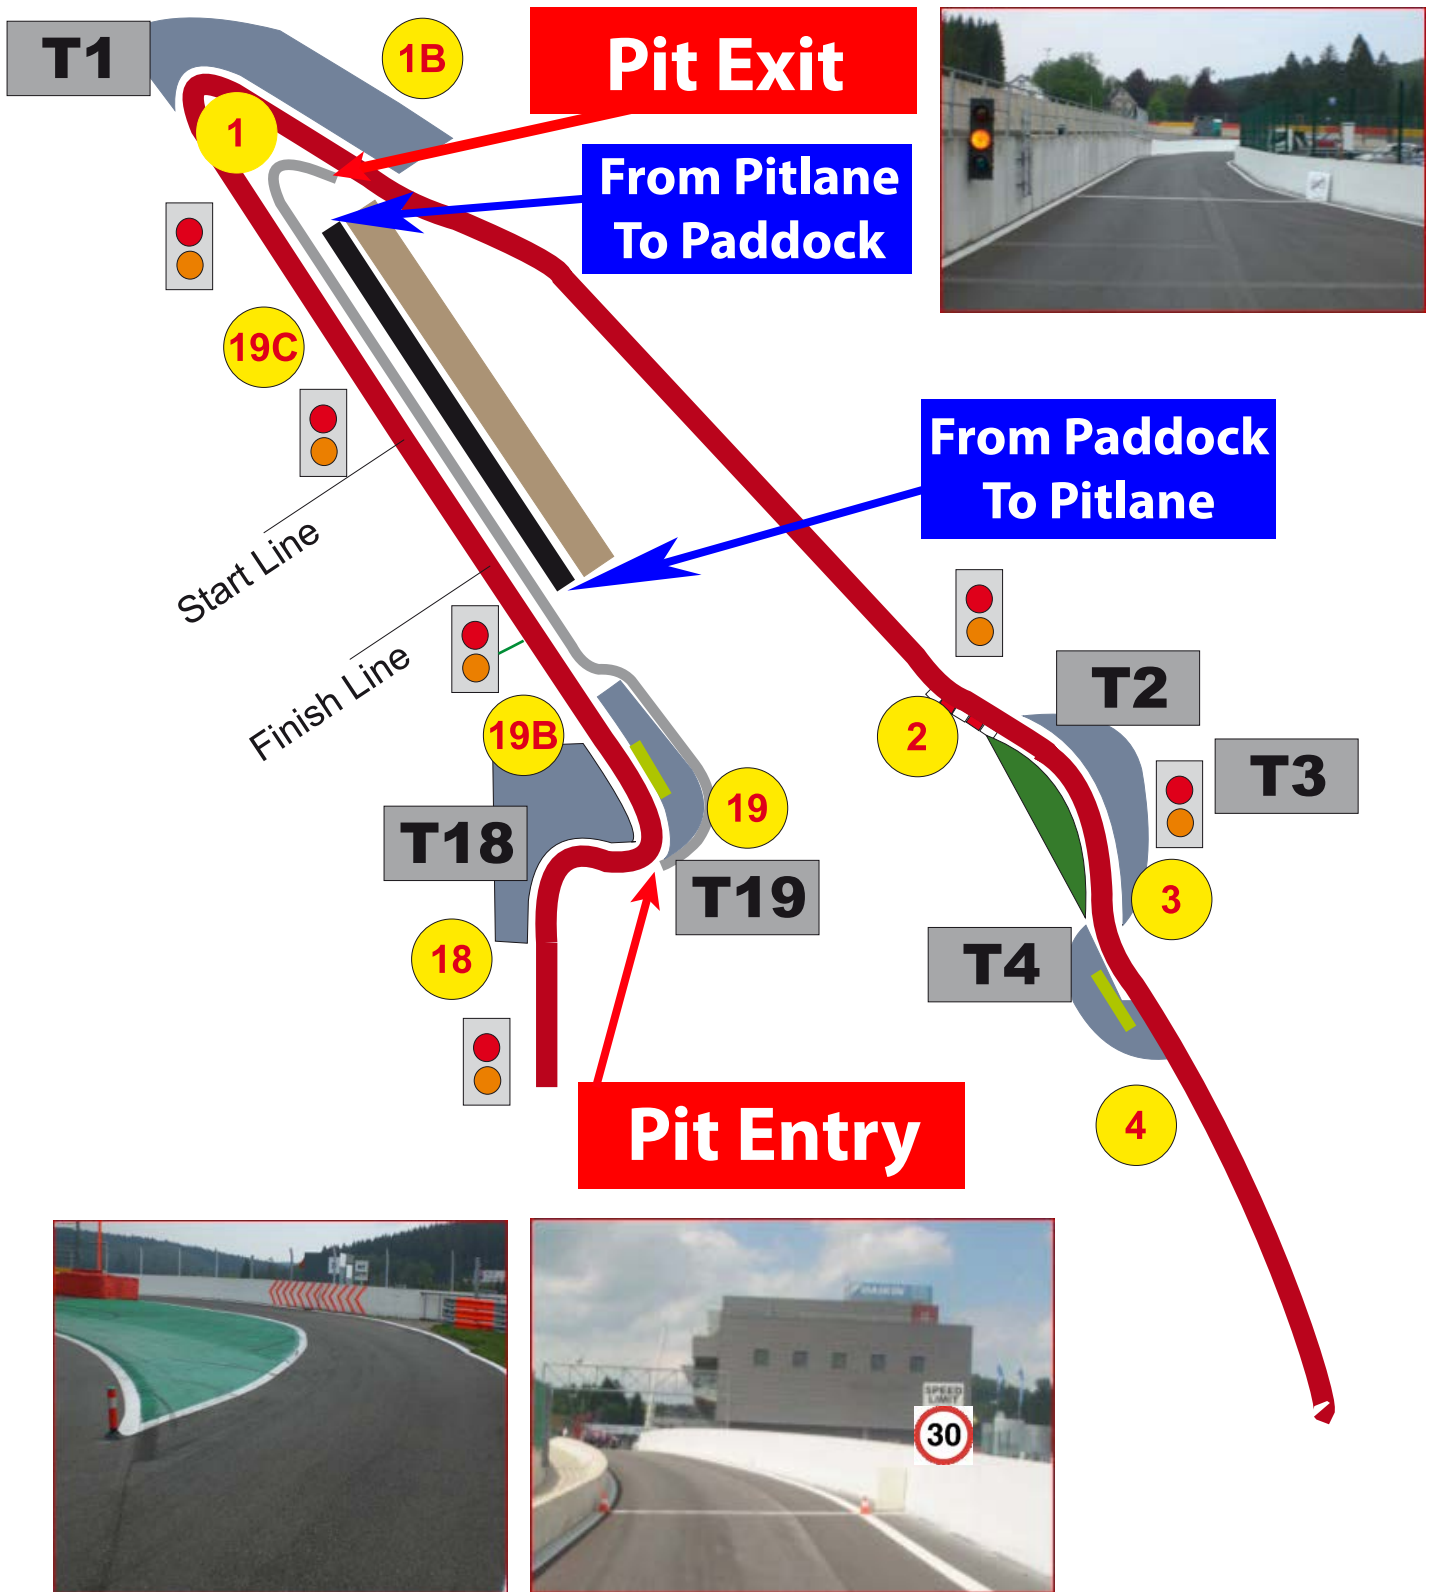 T1
1B
Pit Exit
1
From Pitlane
To Paddock
19C
Start Line
From Paddock
To Pitlane
Finish Line
T2
2
19B
T3
19
T18
T19
3
18
T4
4
Pit Entry
SPEED
LIMIT
30